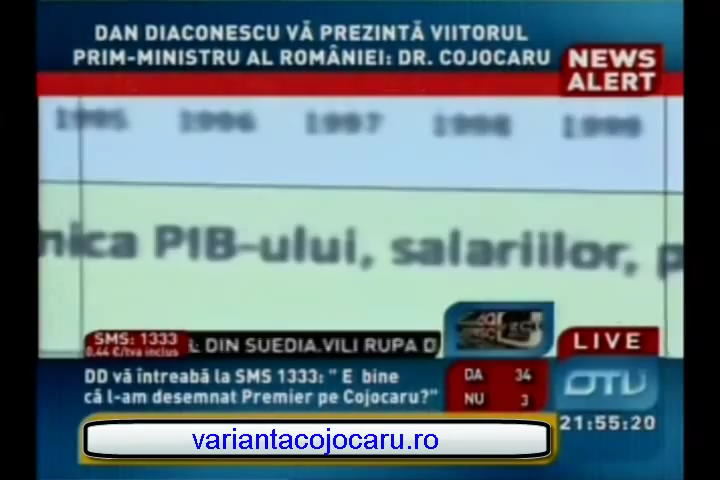 DAN DIACONESCU VĂ PREZINTĂ VIITORUL
PRIM-MINISTRU AL ROMÂNIEI: DR. COJOCARU
NEWS
ALERT
1995 1996 1997 1998 1999
nica PIB-ului, salariilor, p
SMS: 1333
0.44 €/tva inclus
: DIN SUEDIA.VILI RUPA D
LIVE
DD vă întreabă la SMS 1333: " E bine
că l-am desemnat Premier pe Cojocaru?"
DA 34
NU 3
OTV
21:55:20
variantacojocaru.ro